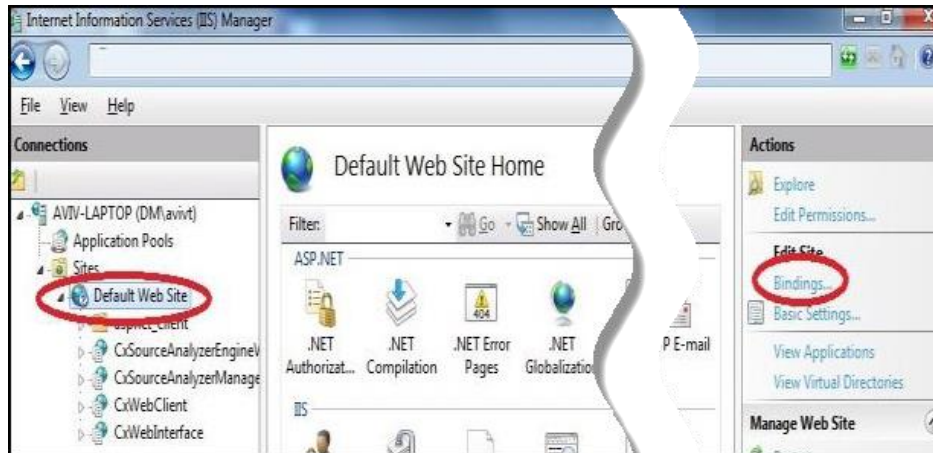 Internet Information Services (IIS) Manager
File View Help
Connections
AVIV-LAPTOP (DM\avivt)
Application Pools
Sites
Default Web Site
aspnet_client
CxSourceAnalyzerEngineW
CxSourceAnalyzerManage
CxWebClient
CxWebInterface
Default Web Site Home
Filter: Go Show All Gro
ASP.NET
.NET Authorizat...
.NET Compilation
.NET Error Pages
404
.NET Globalizatio
P E-mail
IIS
Actions
Explore
Edit Permissions...
Edit Site
Bindings...
Basic Settings...
View Applications
View Virtual Directories
Manage Web Site